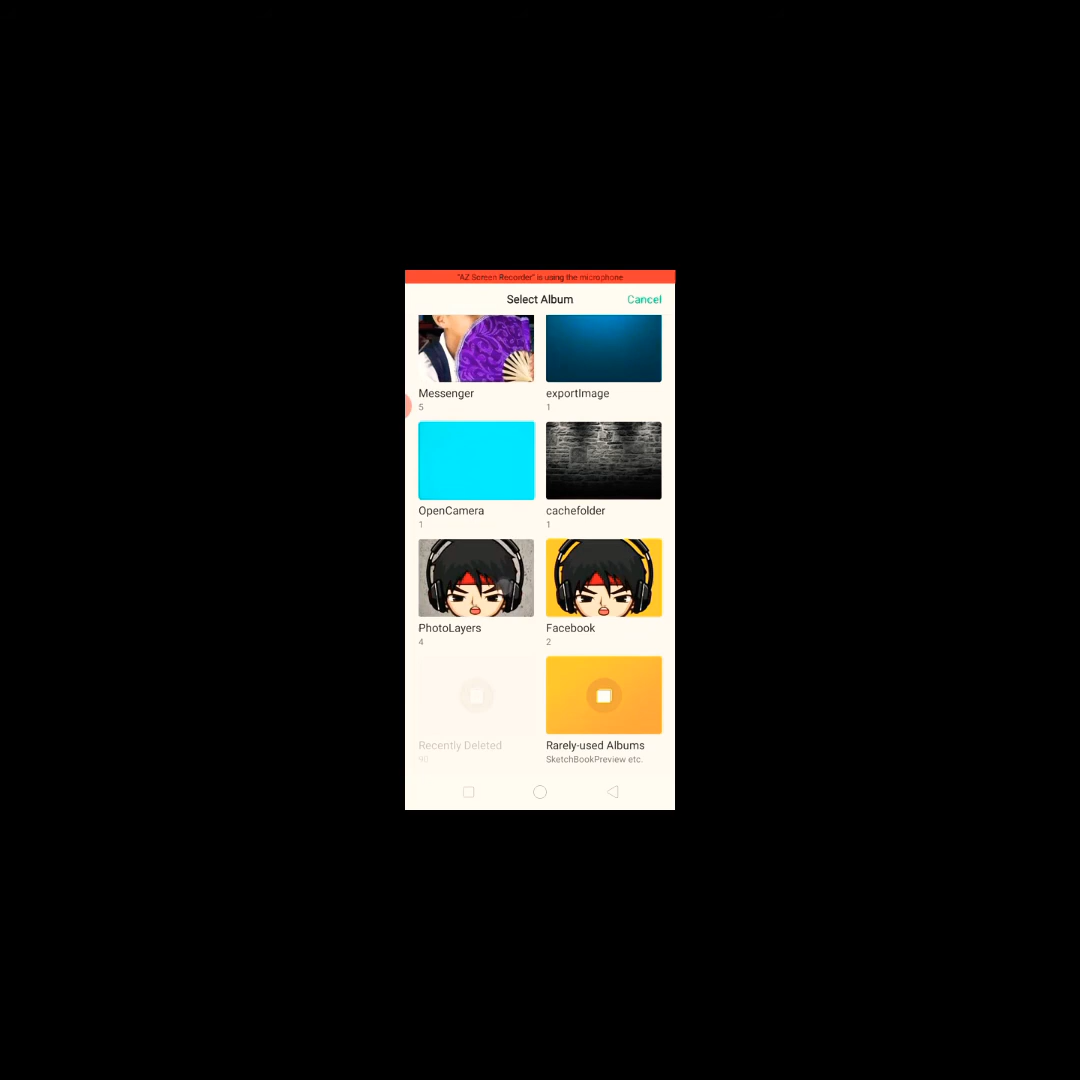 "AZ Screen Recorder" is using the microphone
Select Album
Cancel
Messenger
exportImage
5
1
OpenCamera
cachefolder
1
1
PhotoLayers
Facebook
4
2
Recently Deleted
Rarely-used Albums
90
SketchBookPreview etc.